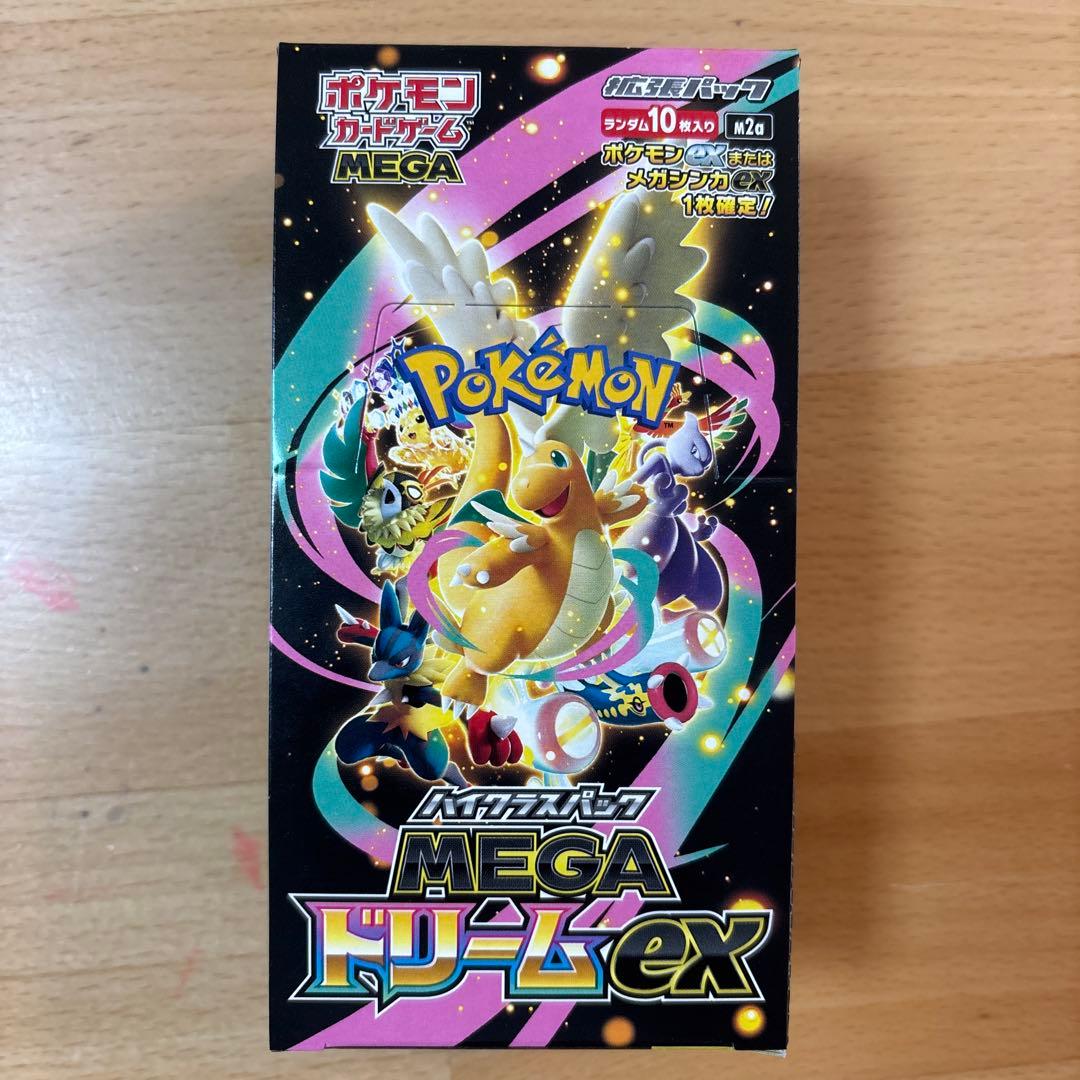 ポケモン
カードゲーム™
MEGA
拡張パック
ランダム10枚入り M2a
ポケモンexまたは
メガシンカex
1枚確定!
POKéMON™
ハイクラスパック
MEGA
ドリームex